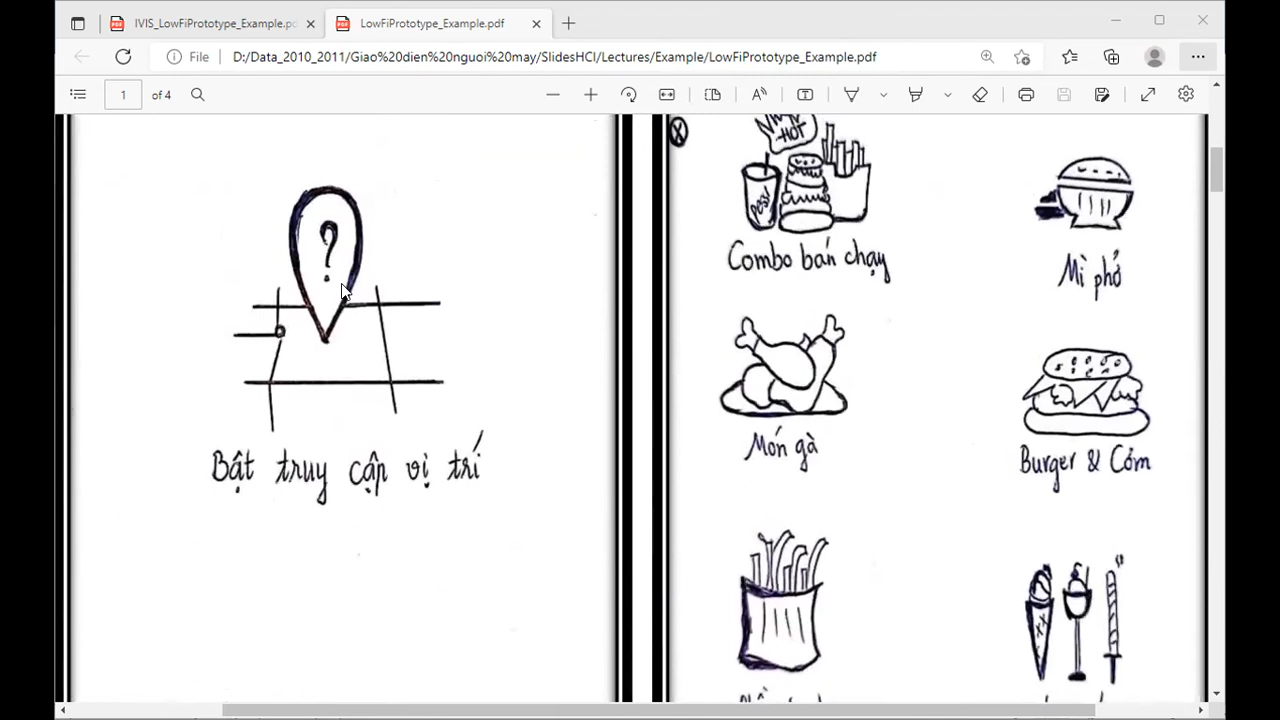 IVIS_LowFiPrototype_Example.pd
LowFiPrototype_Example.pdf
File
D:/Data_2010_2011/Giao%20dien%20nguoi%20may/SlidesHCI/Lectures/Example/LowFiPrototype_Example.pdf
1 of 4
?
Bật truy cập vị trí
X
HOT
Pesi
Combo bán chạy
Mì phở
Món gà
Burger & Cơm